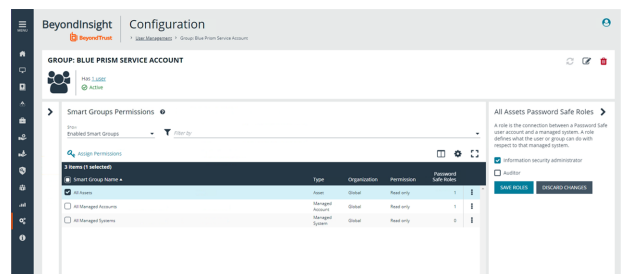 MENU
BeyondInsight
BeyondTrust
Configuration
User Management > Group: Blue Prism Service Account
GROUP: BLUE PRISM SERVICE ACCOUNT
Has 1 user
Active
Smart Groups Permissions
Show
Enabled Smart Groups
Filter by
Assign Permissions
3 items (1 selected)
Smart Group Name Type Organization Permission Password Safe Roles
All Assets Asset Global Read only 1
All Managed Accounts Managed Account Global Read only 1
All Managed Systems Managed System Global Read only 0
All Assets Password Safe Roles
A role is the connection between a Password Safe
user account and a managed system. A role
defines what the user or group can do with
respect to that managed system.
Information security administrator
Auditor
SAVE ROLES DISCARD CHANGES